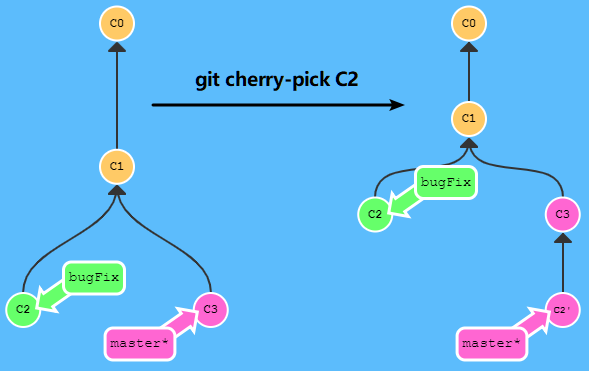 C0
C0
git cherry-pick C2
C1
C1
bugFix
C2
C3
bugFix
C2
C3
C2'
master*
master*